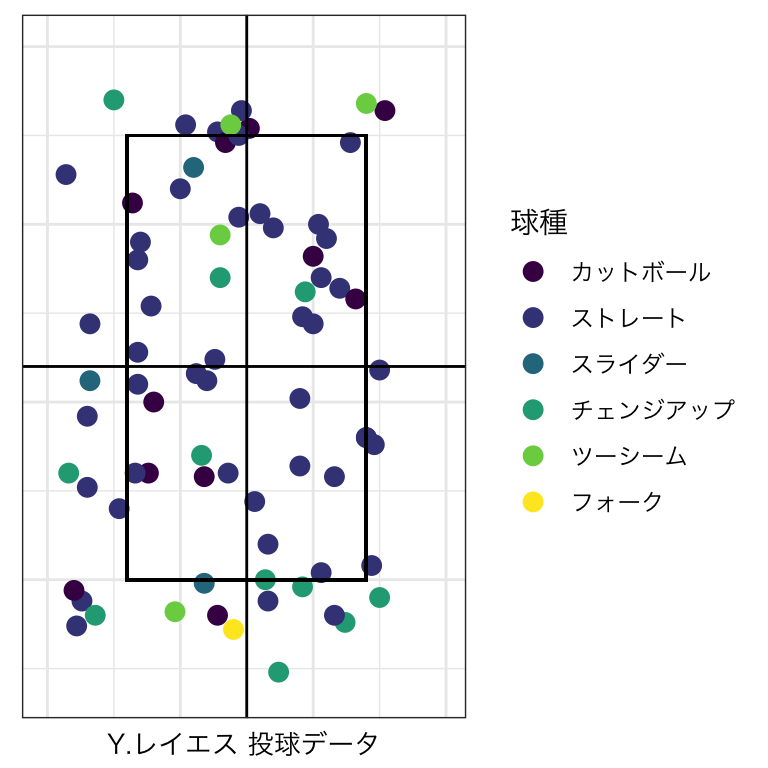 球種
カットボール
ストレート
スライダー
チェンジアップ
ツーシーム
フォーク
Y.レイエス 投球データ